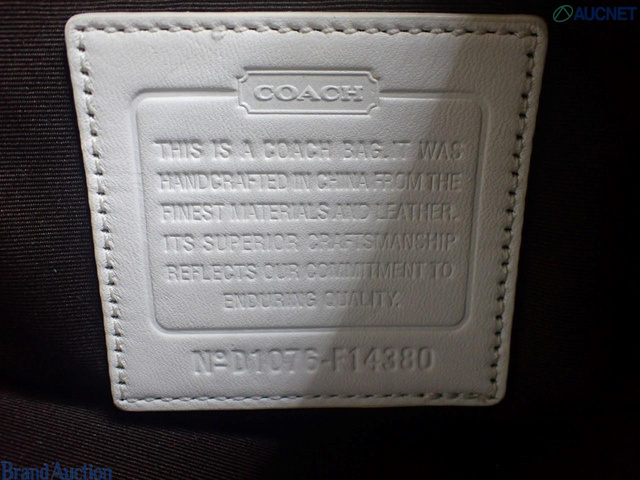 AUCNET
COACH
THIS IS A COACH BAG. IT WAS
HANDCRAFTED IN CHINA FROM THE
FINEST MATERIALS AND LEATHER.
ITS SUPERIOR CRAFTSMANSHIP
REFLECTS OUR COMMITMENT TO
ENDURING QUALITY.
Nº D1076-F14380
Brand Auction